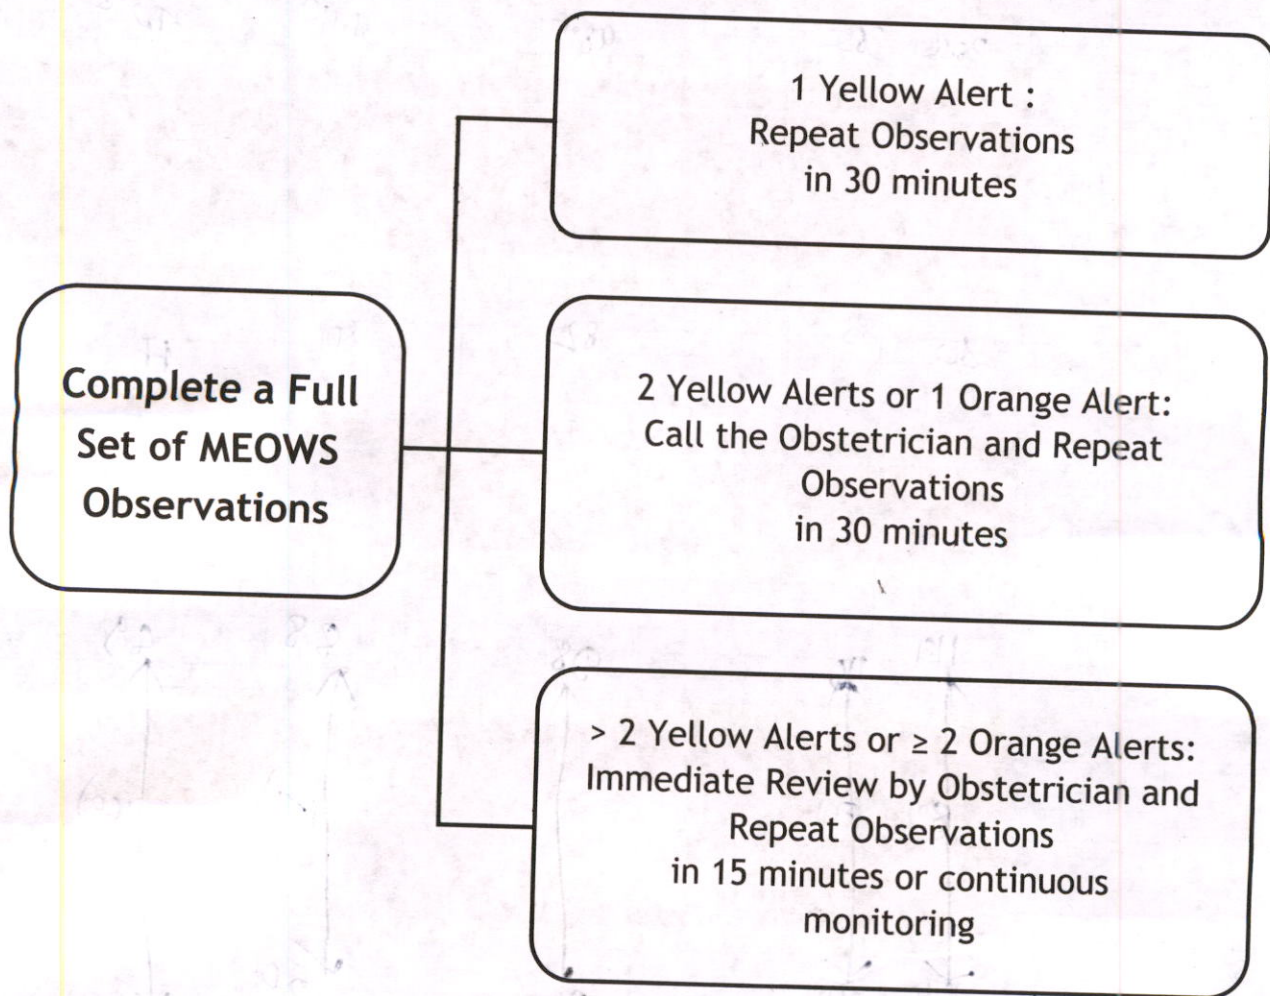 1 Yellow Alert :
Repeat Observations
in 30 minutes
Complete a Full
Set of MEOWS
Observations
2 Yellow Alerts or 1 Orange Alert:
Call the Obstetrician and Repeat
Observations
in 30 minutes
> 2 Yellow Alerts or ≥ 2 Orange Alerts:
Immediate Review by Obstetrician and
Repeat Observations
in 15 minutes or continuous
monitoring